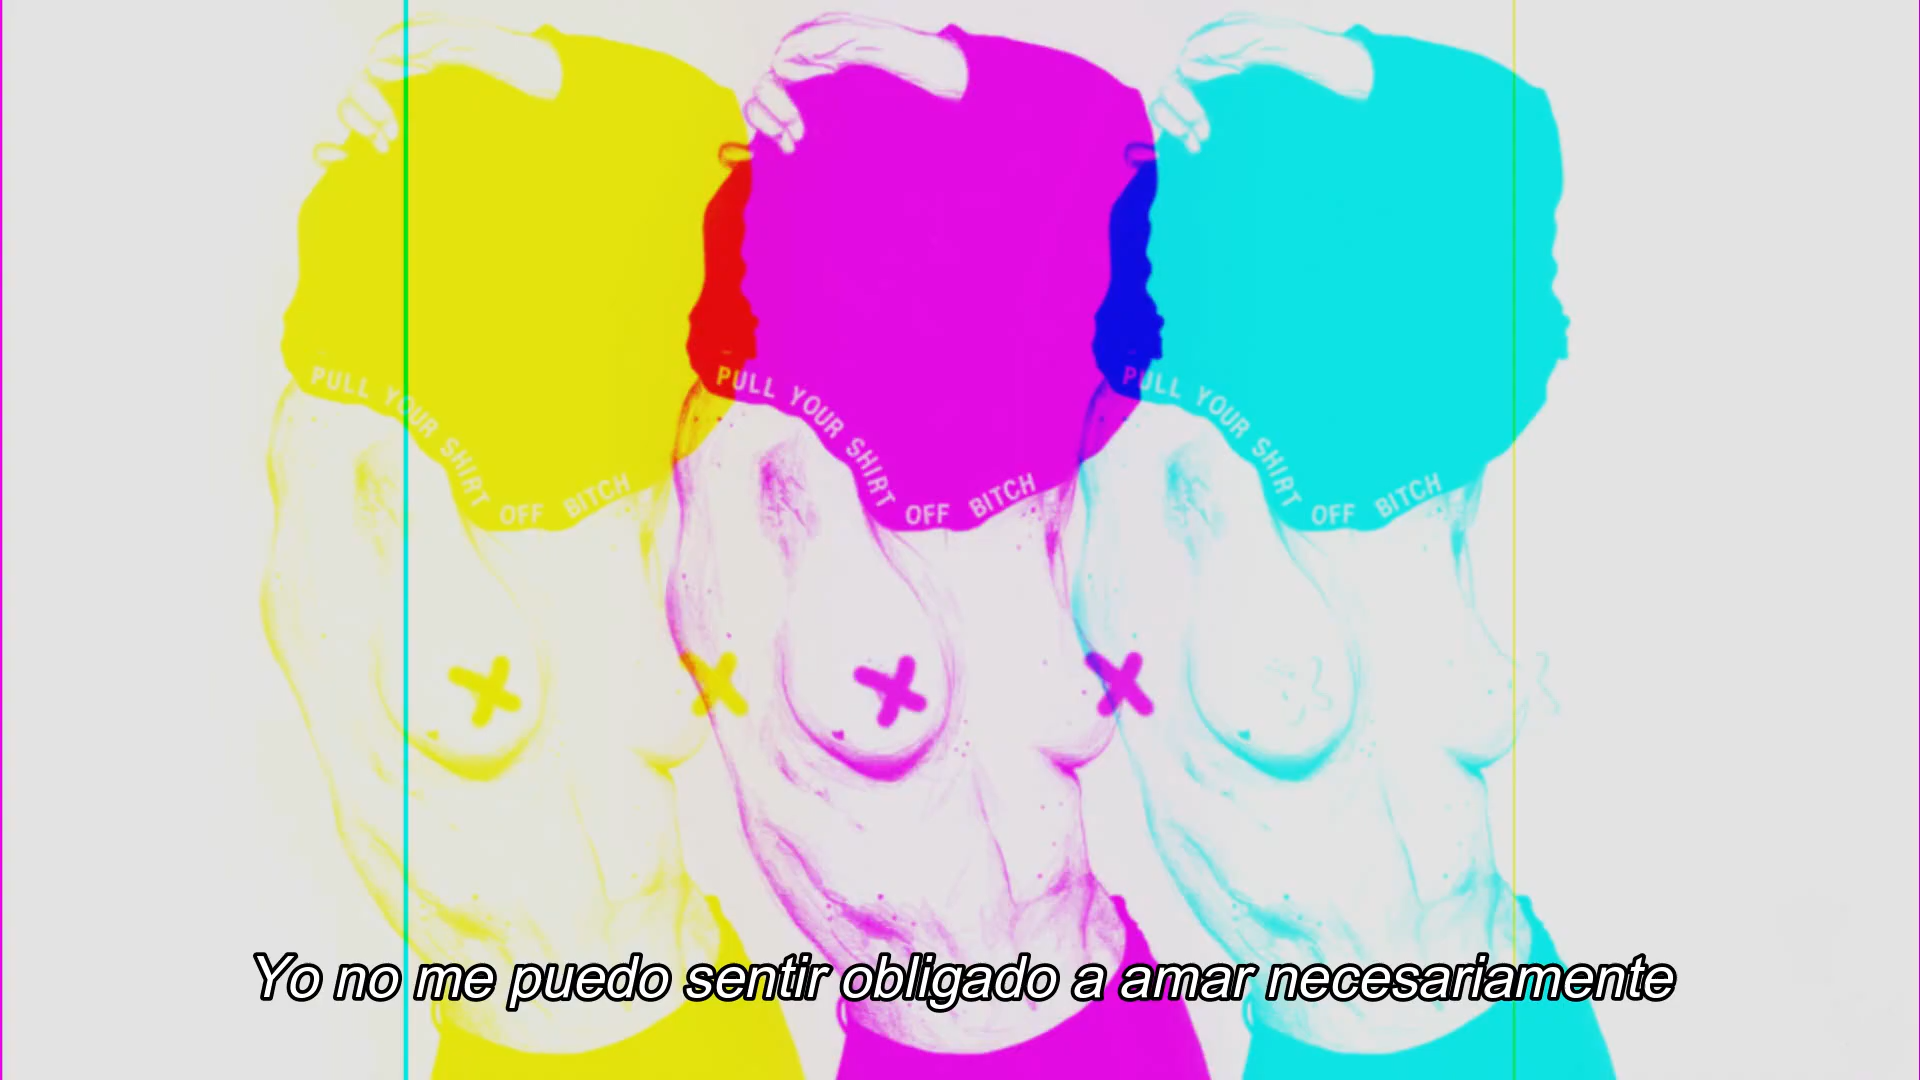 PULL YOUR SHIRT OFF BITCH
PULL YOUR SHIRT OFF BITCH
PULL YOUR SHIRT OFF BITCH
Yo no me puedo sentir obligado a amar necesariamente